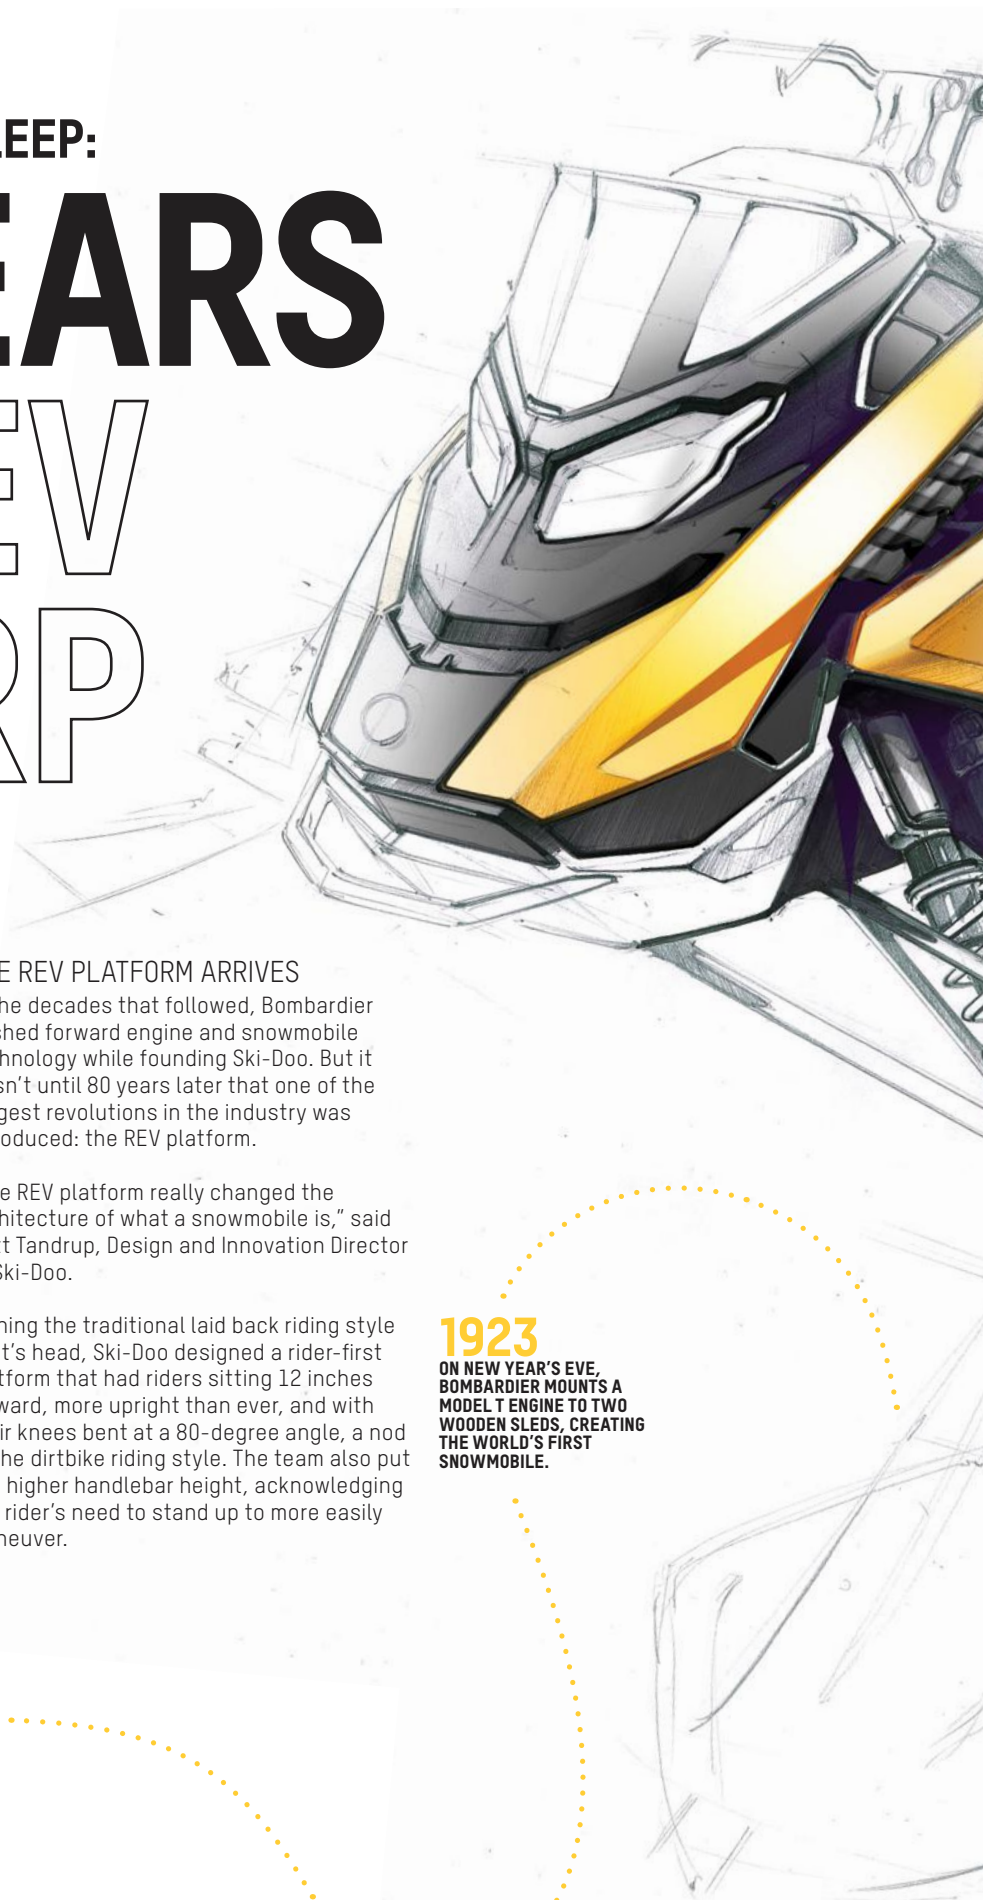 LEEP:
EARS
EV
RP
E REV PLATFORM ARRIVES
he decades that followed, Bombardier
shed forward engine and snowmobile
hnology while founding Ski-Doo. But it
sn't until 80 years later that one of the
gest revolutions in the industry was
oduced: the REV platform.
e REV platform really changed the
hitecture of what a snowmobile is,” said
tt Tandrup, Design and Innovation Director
Ski-Doo.
ning the traditional laid back riding style
t's head, Ski-Doo designed a rider-first
tform that had riders sitting 12 inches
ward, more upright than ever, and with
ir knees bent at a 80-degree angle, a nod
he dirtbike riding style. The team also put
higher handlebar height, acknowledging
rider's need to stand up to more easily
neuver.
1923
ON NEW YEAR'S EVE,
BOMBARDIER MOUNTS A
MODEL T ENGINE TO TWO
WOODEN SLEDS, CREATING
THE WORLD'S FIRST
SNOWMOBILE.